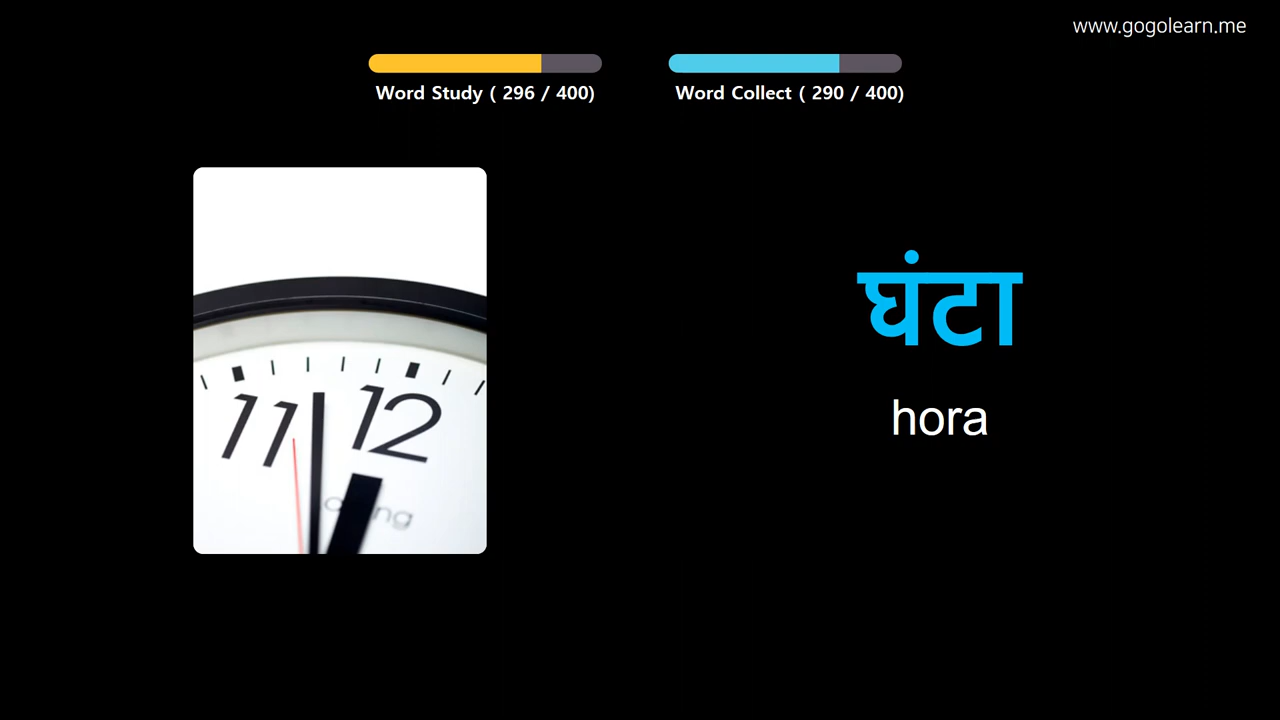 www.gogolearn.me
Word Study ( 296 / 400)
Word Collect ( 290 / 400)
घंटा
hora
11
12